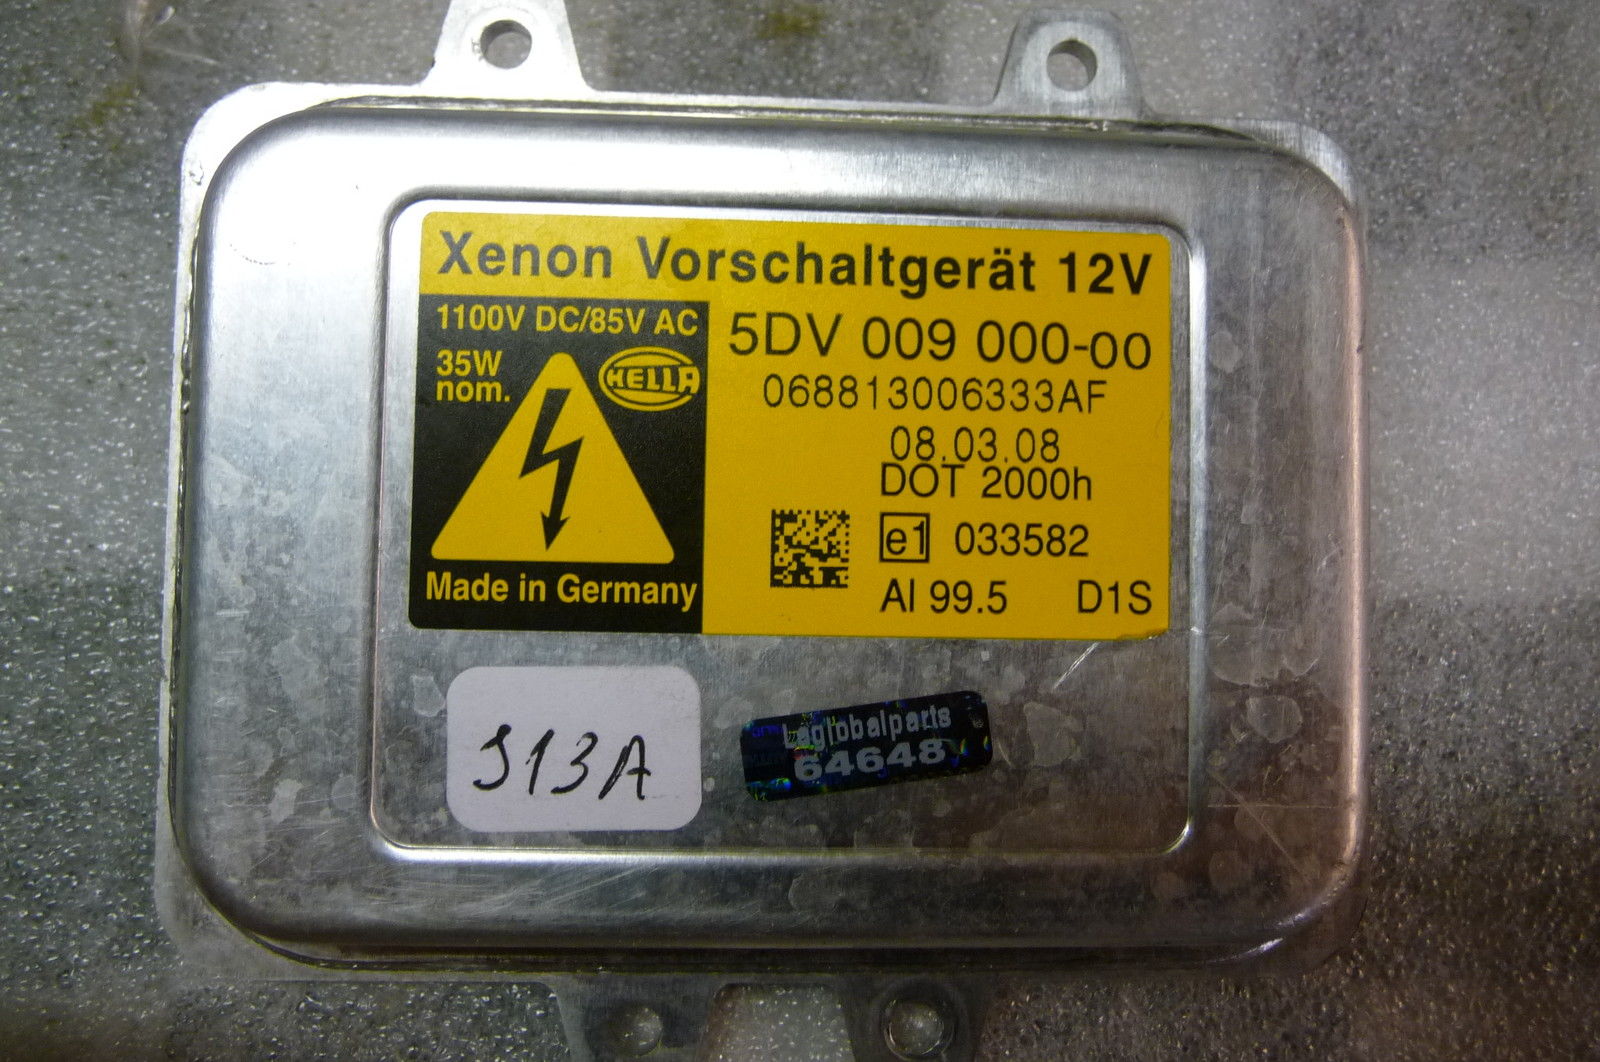 Xenon Vorschaltgerät 12V
1100V DC/85V AC
35W
nom.
HELLA
Made in Germany
5DV 009 000-00
068813006333AF
08.03.08
DOT 2000h
e1 033582
Al 99.5 D1S
S13A
Laglobalparts
64648